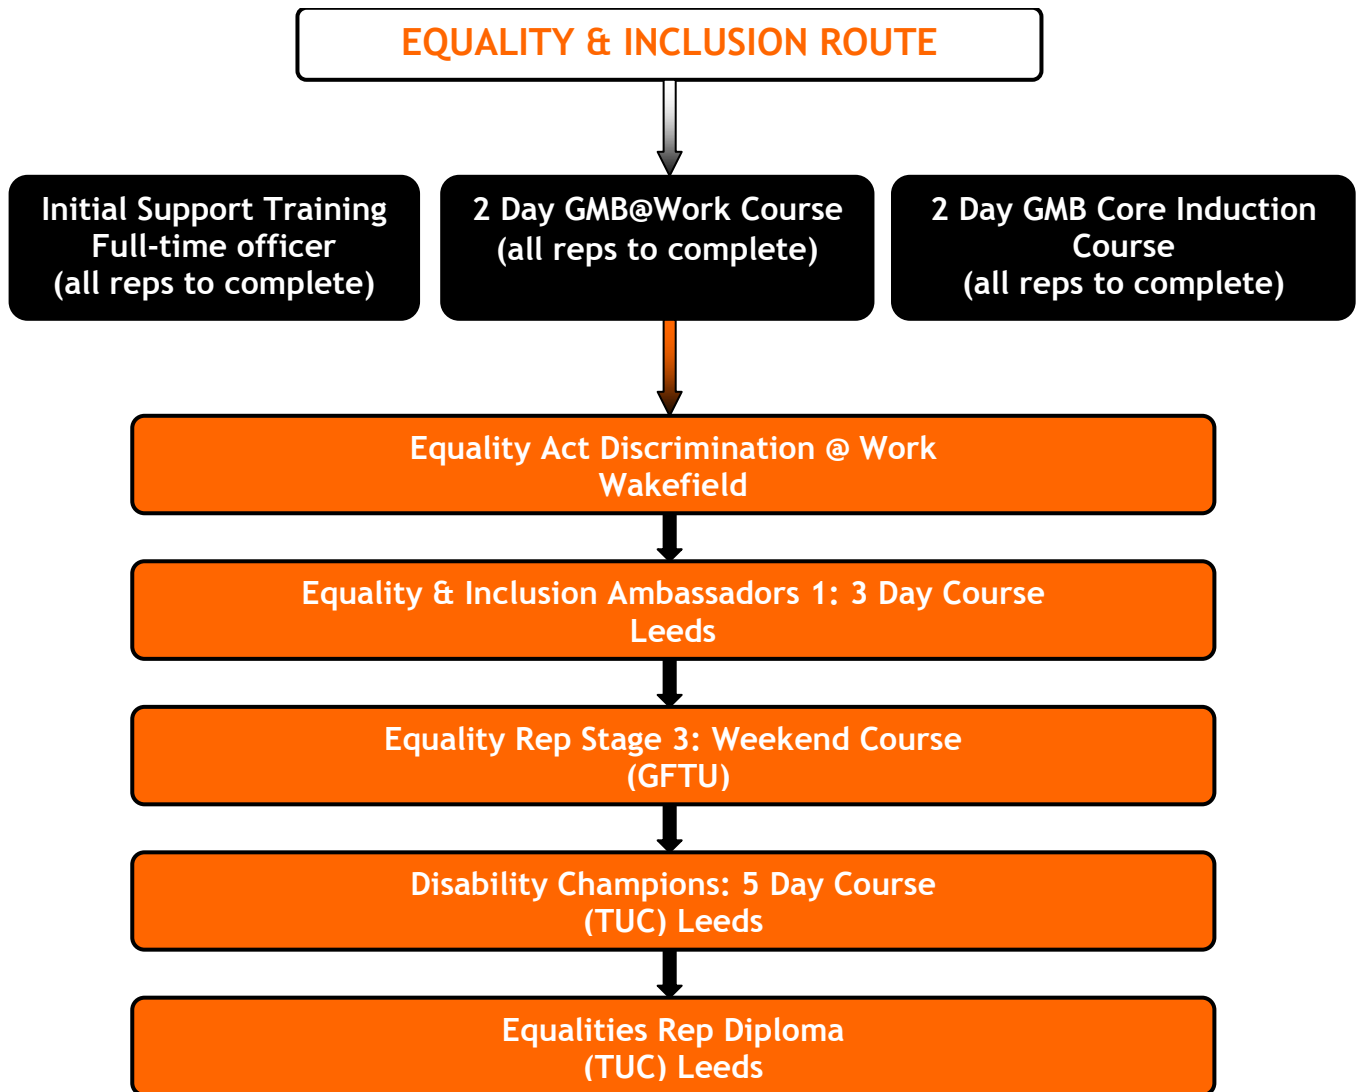 EQUALITY & INCLUSION ROUTE
Initial Support Training
Full-time officer
(all reps to complete)
2 Day GMB@Work Course
(all reps to complete)
2 Day GMB Core Induction
Course
(all reps to complete)
Equality Act Discrimination @ Work
Wakefield
Equality & Inclusion Ambassadors 1: 3 Day Course
Leeds
Equality Rep Stage 3: Weekend Course
(GFTU)
Disability Champions: 5 Day Course
(TUC) Leeds
Equalities Rep Diploma
(TUC) Leeds